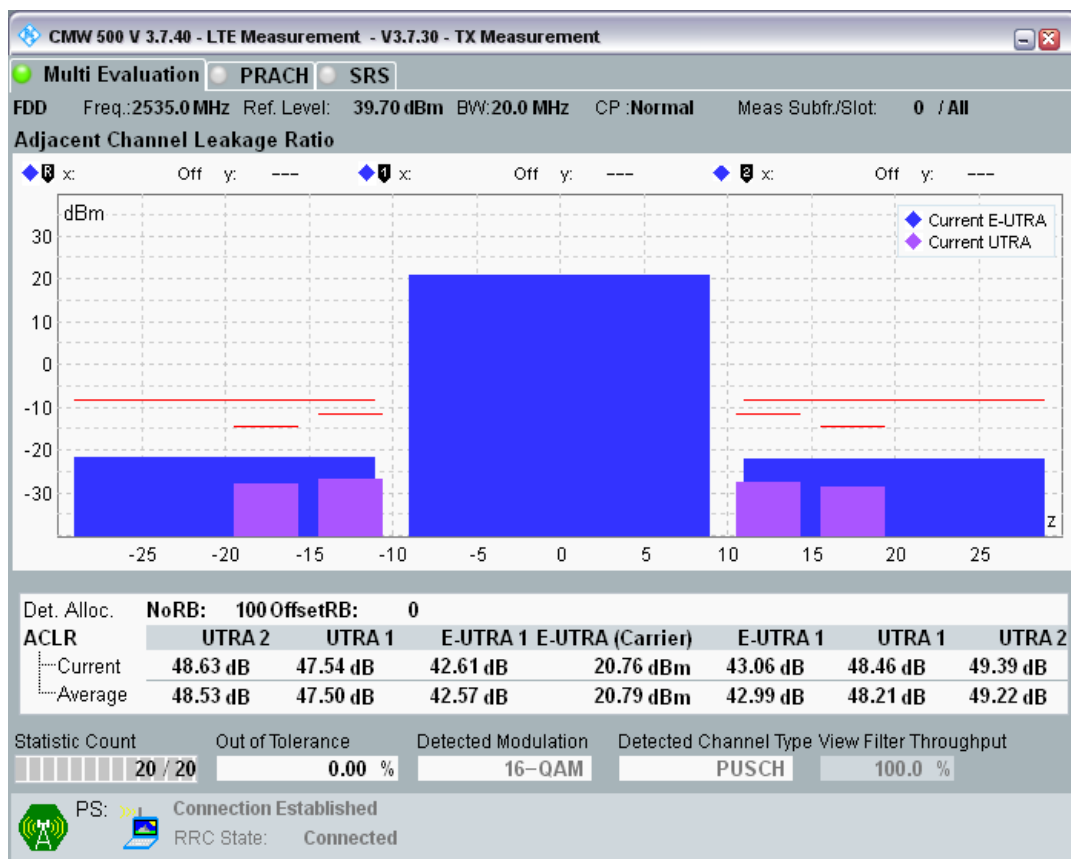 CMW 500 V 3.7.40 - LTE Measurement - V3.7.30 - TX Measurement
Multi Evaluation PRACH SRS
FDD Freq.:2535.0 MHz Ref. Level: 39.70 dBm BW:20.0 MHz CP :Normal Meas Subfr./Slot: 0 / All
Adjacent Channel Leakage Ratio
R x: Off y: --- 1 x: Off y: --- 2 x: Off y: ---
dBm
Current E-UTRA
Current UTRA
30
20
10
0
-10
-20
-30
z
-25 -20 -15 -10 -5 0 5 10 15 20 25
Det. Alloc. NoRB: 100 OffsetRB: 0
ACLR UTRA 2 UTRA 1 E-UTRA 1 E-UTRA (Carrier) E-UTRA 1 UTRA 1 UTRA 2
Current 48.63 dB 47.54 dB 42.61 dB 20.76 dBm 43.06 dB 48.46 dB 49.39 dB
Average 48.53 dB 47.50 dB 42.57 dB 20.79 dBm 42.99 dB 48.21 dB 49.22 dB
Statistic Count Out of Tolerance Detected Modulation Detected Channel Type View Filter Throughput
20 / 20 0.00 % 16-QAM PUSCH 100.0 %
PS: Connection Established
RRC State: Connected